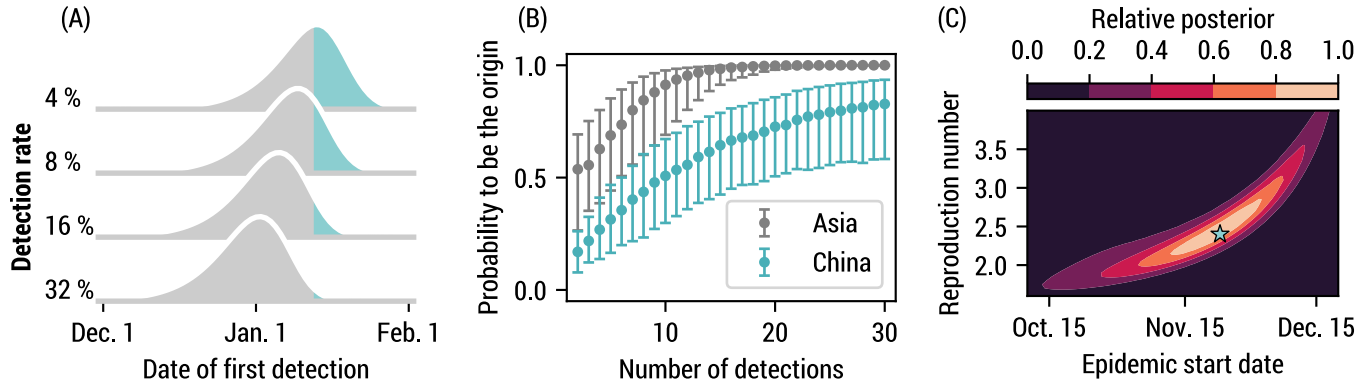 (A)
Detection rate
4 %
8 %
16 %
32 %
Dec. 1
Jan. 1
Feb. 1
Date of first detection
(B)
Probability to be the origin
1.0
0.5
0.0
10
20
30
Number of detections
Asia
China
(C)
Relative posterior
0.0 0.2 0.4 0.6 0.8 1.0
Reproduction number
3.5
3.0
2.5
2.0
Oct. 15
Nov. 15
Dec. 15
Epidemic start date